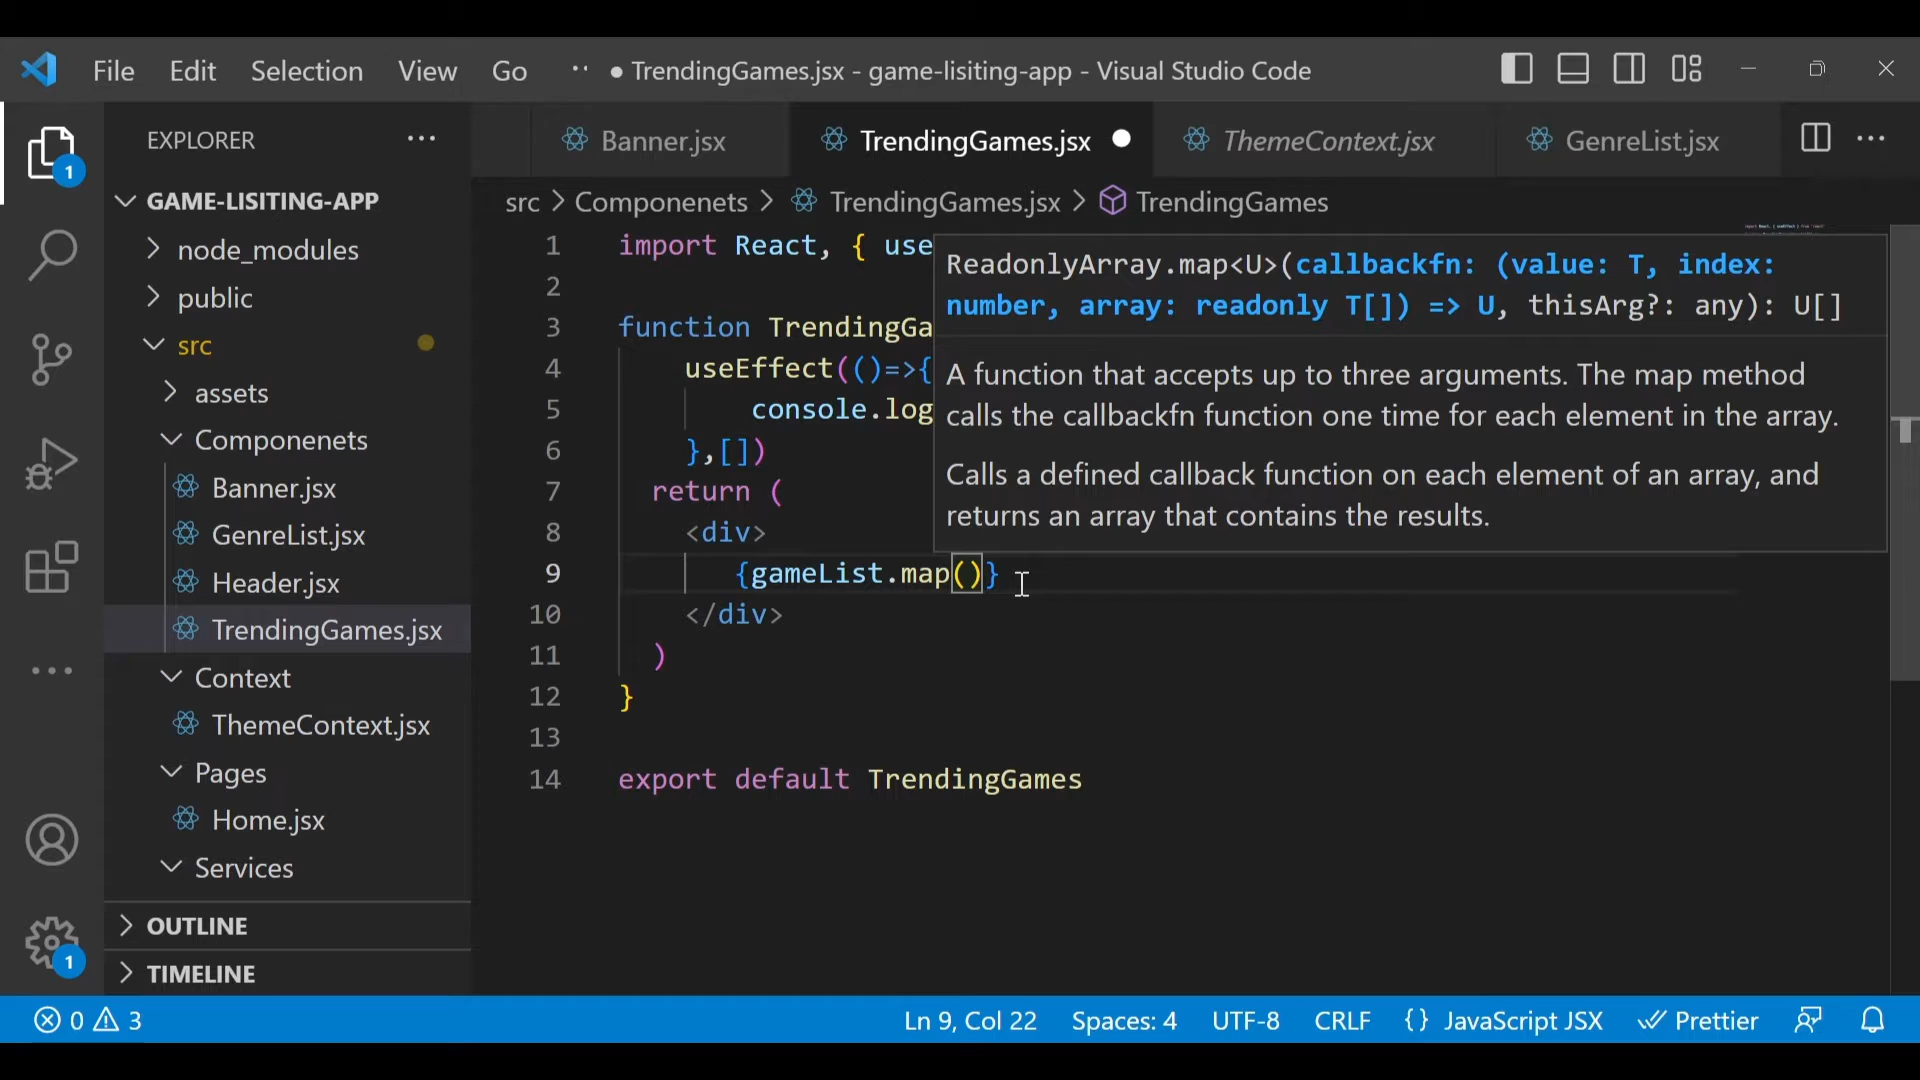 File Edit Selection View Go ·· ● TrendingGames.jsx - game-lisiting-app - Visual Studio Code
EXPLORER ···
Banner.jsx TrendingGames.jsx ● ThemeContext.jsx GenreList.jsx ···
1
GAME-LISITING-APP
src > Componenets > TrendingGames.jsx > TrendingGames
node_modules
public
src
assets
Componenets
Banner.jsx
GenreList.jsx
Header.jsx
TrendingGames.jsx
Context
ThemeContext.jsx
Pages
Home.jsx
Services
OUTLINE
TIMELINE
1
1 import React, { use
2
3 function TrendingGa
4 useEffect(()=>{
5 console.log
6 },[])
7 return (
8 <div>
9 {gameList.map()}
10 </div>
11 )
12 }
13
14 export default TrendingGames
ReadonlyArray.map<U>(callbackfn: (value: T, index:
number, array: readonly T[]) => U, thisArg?: any): U[]
A function that accepts up to three arguments. The map method
calls the callbackfn function one time for each element in the array.
Calls a defined callback function on each element of an array, and
returns an array that contains the results.
0 3 Ln 9, Col 22 Spaces: 4 UTF-8 CRLF {} JavaScript JSX Prettier